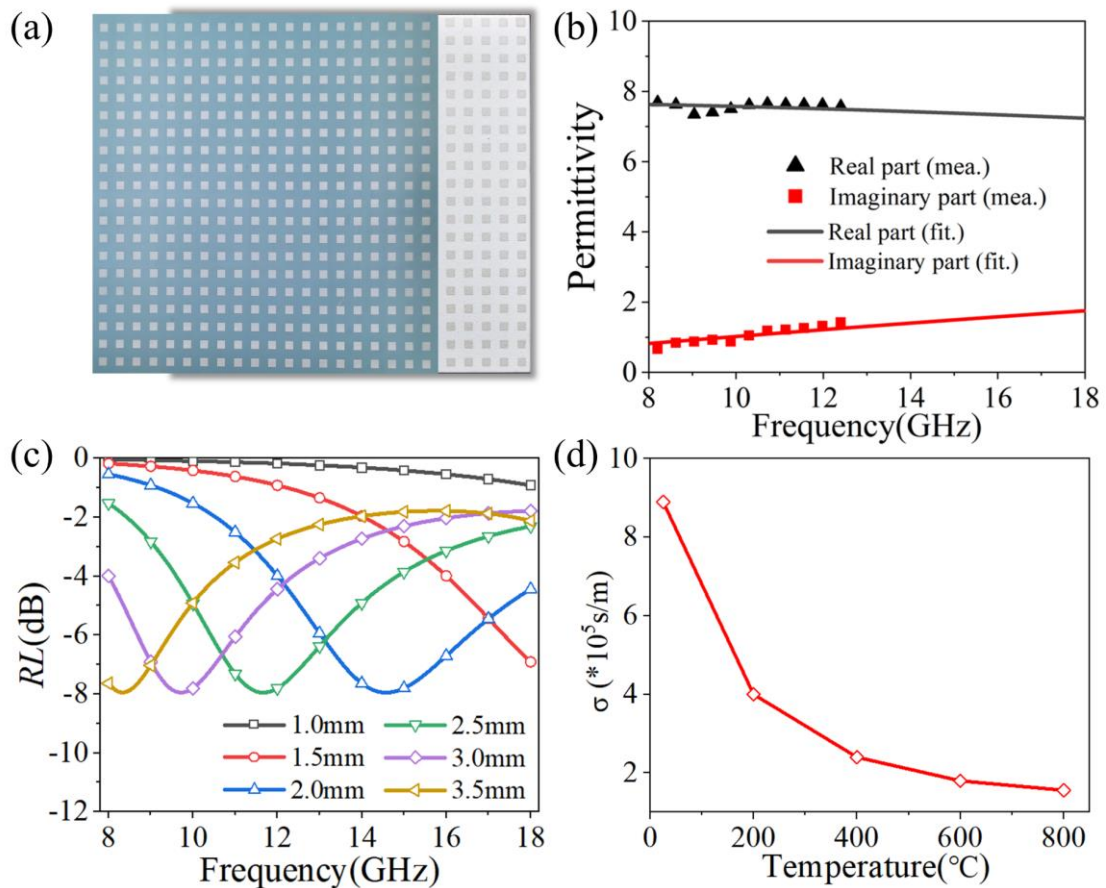 (a)
(b)
10
8
6
4
2
0
Permittivity
Real part (mea.)
Imaginary part (mea.)
Real part (fit.)
Imaginary part (fit.)
8 10 12 14 16 18
Frequency(GHz)
(c)
0
-2
-4
-6
-8
-10
-12
RL(dB)
1.0mm 2.5mm
1.5mm 3.0mm
2.0mm 3.5mm
8 10 12 14 16 18
Frequency(GHz)
(d)
10
8
6
4
2
σ (*10⁵s/m)
0 200 400 600 800
Temperature(℃)